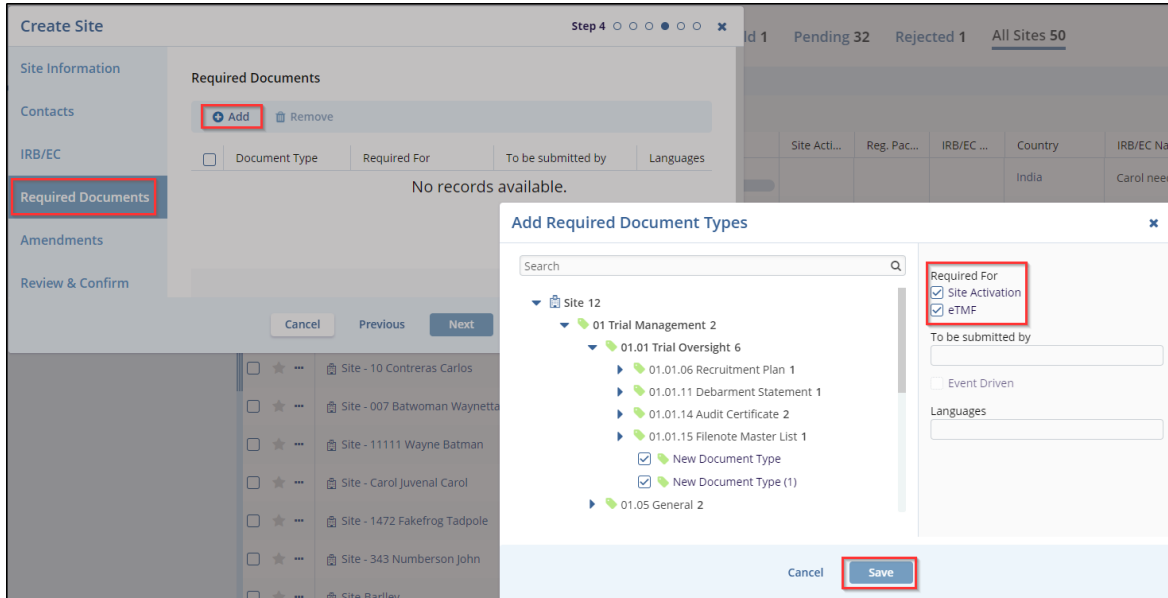 Create Site
Step 4
Site Information
Contacts
IRB/EC
Required Documents
Amendments
Review & Confirm
Required Documents
Add Remove
Document Type Required For To be submitted by Languages
No records available.
Cancel Previous Next
ld 1 Pending 32 Rejected 1 All Sites 50
Site Acti... Reg. Pac... IRB/EC ... Country IRB/EC Na
India Carol nee
Site - 10 Contreras Carlos
Site - 007 Batwoman Waynetta
Site - 11111 Wayne Batman
Site - Carol Juvenal Carol
Site - 1472 Fakefrog Tadpole
Site - 343 Numberson John
Site Barlley
Add Required Document Types
Search
Site 12
01 Trial Management 2
01.01 Trial Oversight 6
01.01.06 Recruitment Plan 1
01.01.11 Debarment Statement 1
01.01.14 Audit Certificate 2
01.01.15 Filenote Master List 1
New Document Type
New Document Type (1)
01.05 General 2
Required For
Site Activation
eTMF
To be submitted by
Event Driven
Languages
Cancel Save